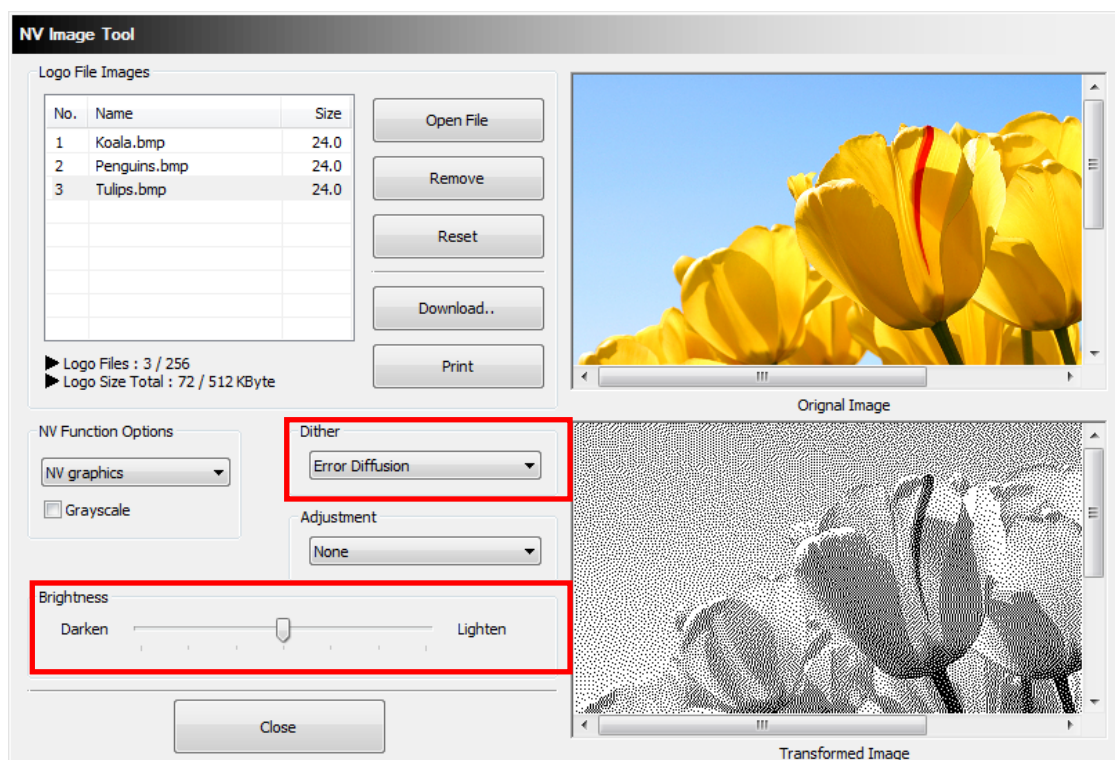 NV Image Tool
Logo File Images
No. Name Size
1 Koala.bmp 24.0
2 Penguins.bmp 24.0
3 Tulips.bmp 24.0
Open File
Remove
Reset
Download..
Print
▶ Logo Files : 3 / 256
▶ Logo Size Total : 72 / 512 KByte
Orignal Image
NV Function Options
NV graphics
Grayscale
Dither
Error Diffusion
Adjustment
None
Brightness
Darken Lighten
Close
Transformed Image